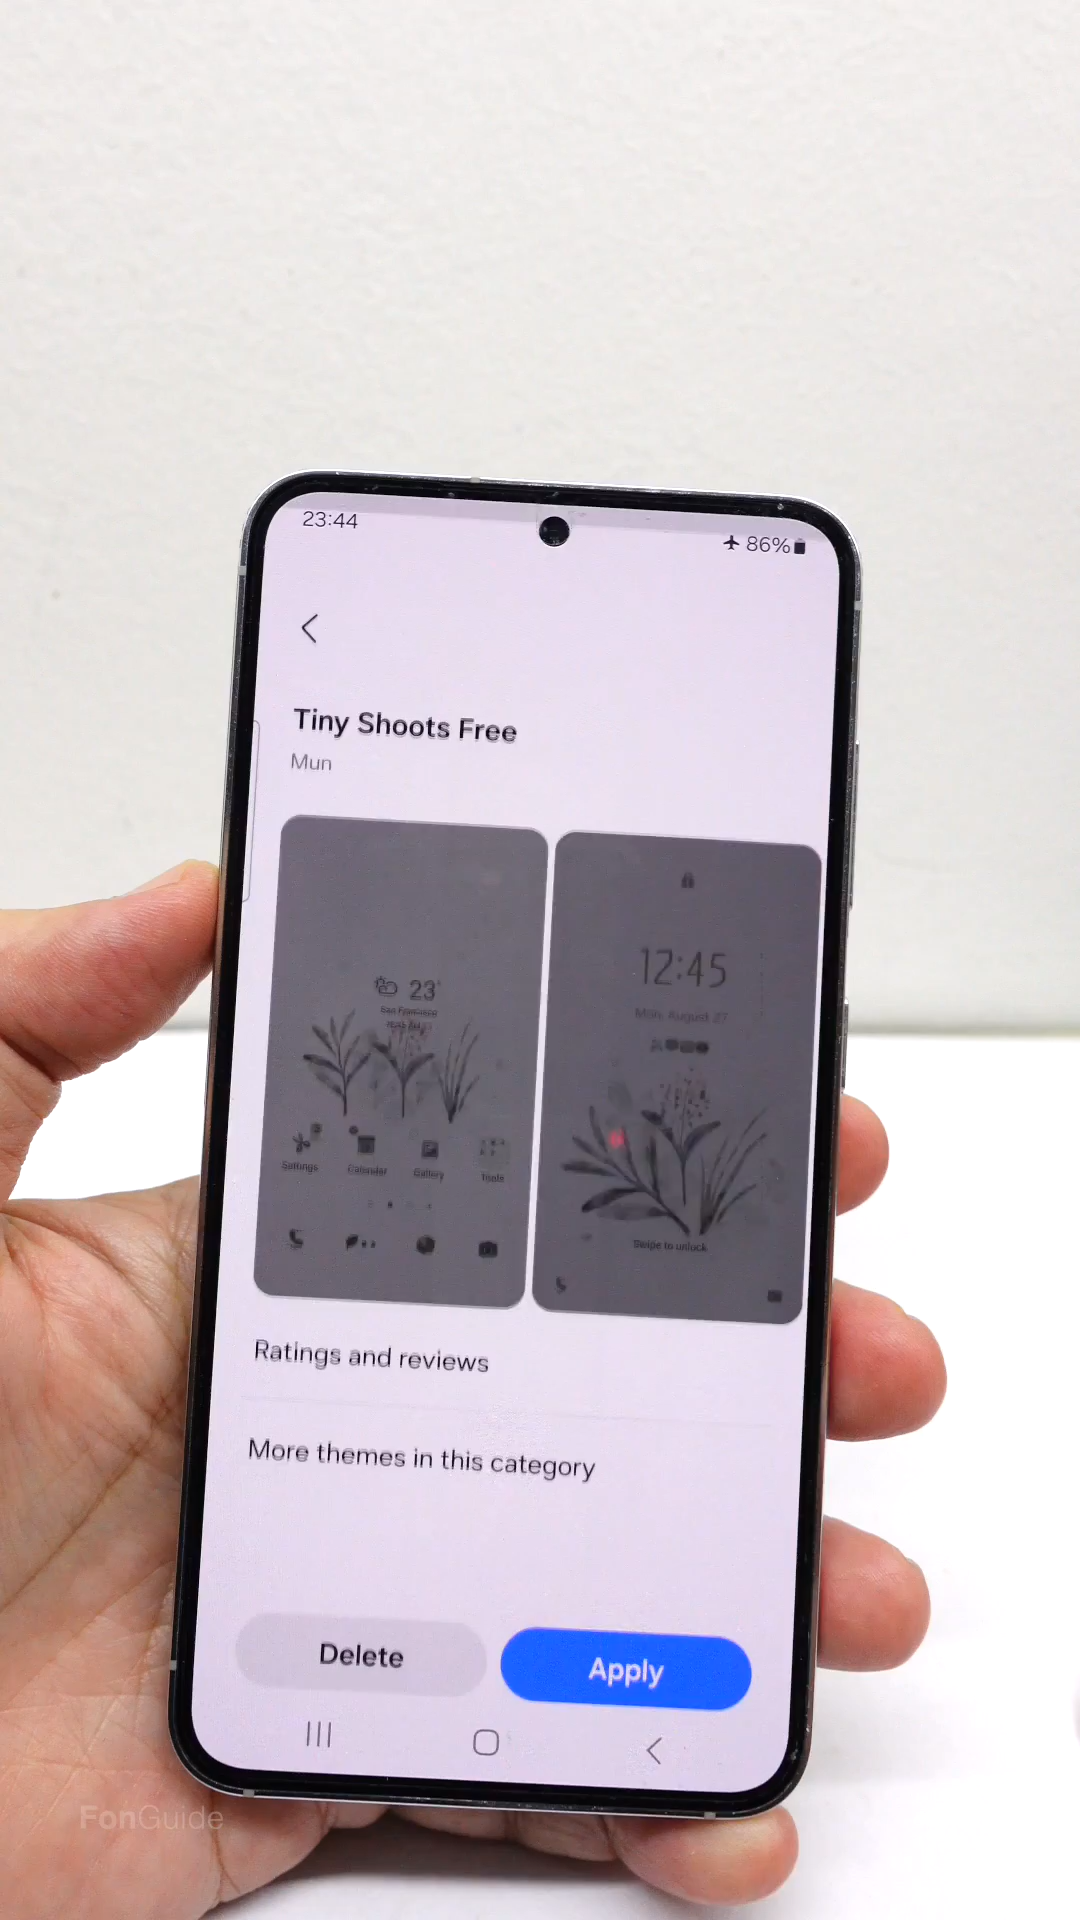 23:44
86%
Tiny Shoots Free
Mun
23°
San Francisco
12:45
Mon, August 27
Settings
Calendar
Gallery
Tools
Swipe to unlock
Ratings and reviews
More themes in this category
Delete
Apply
FonGuide